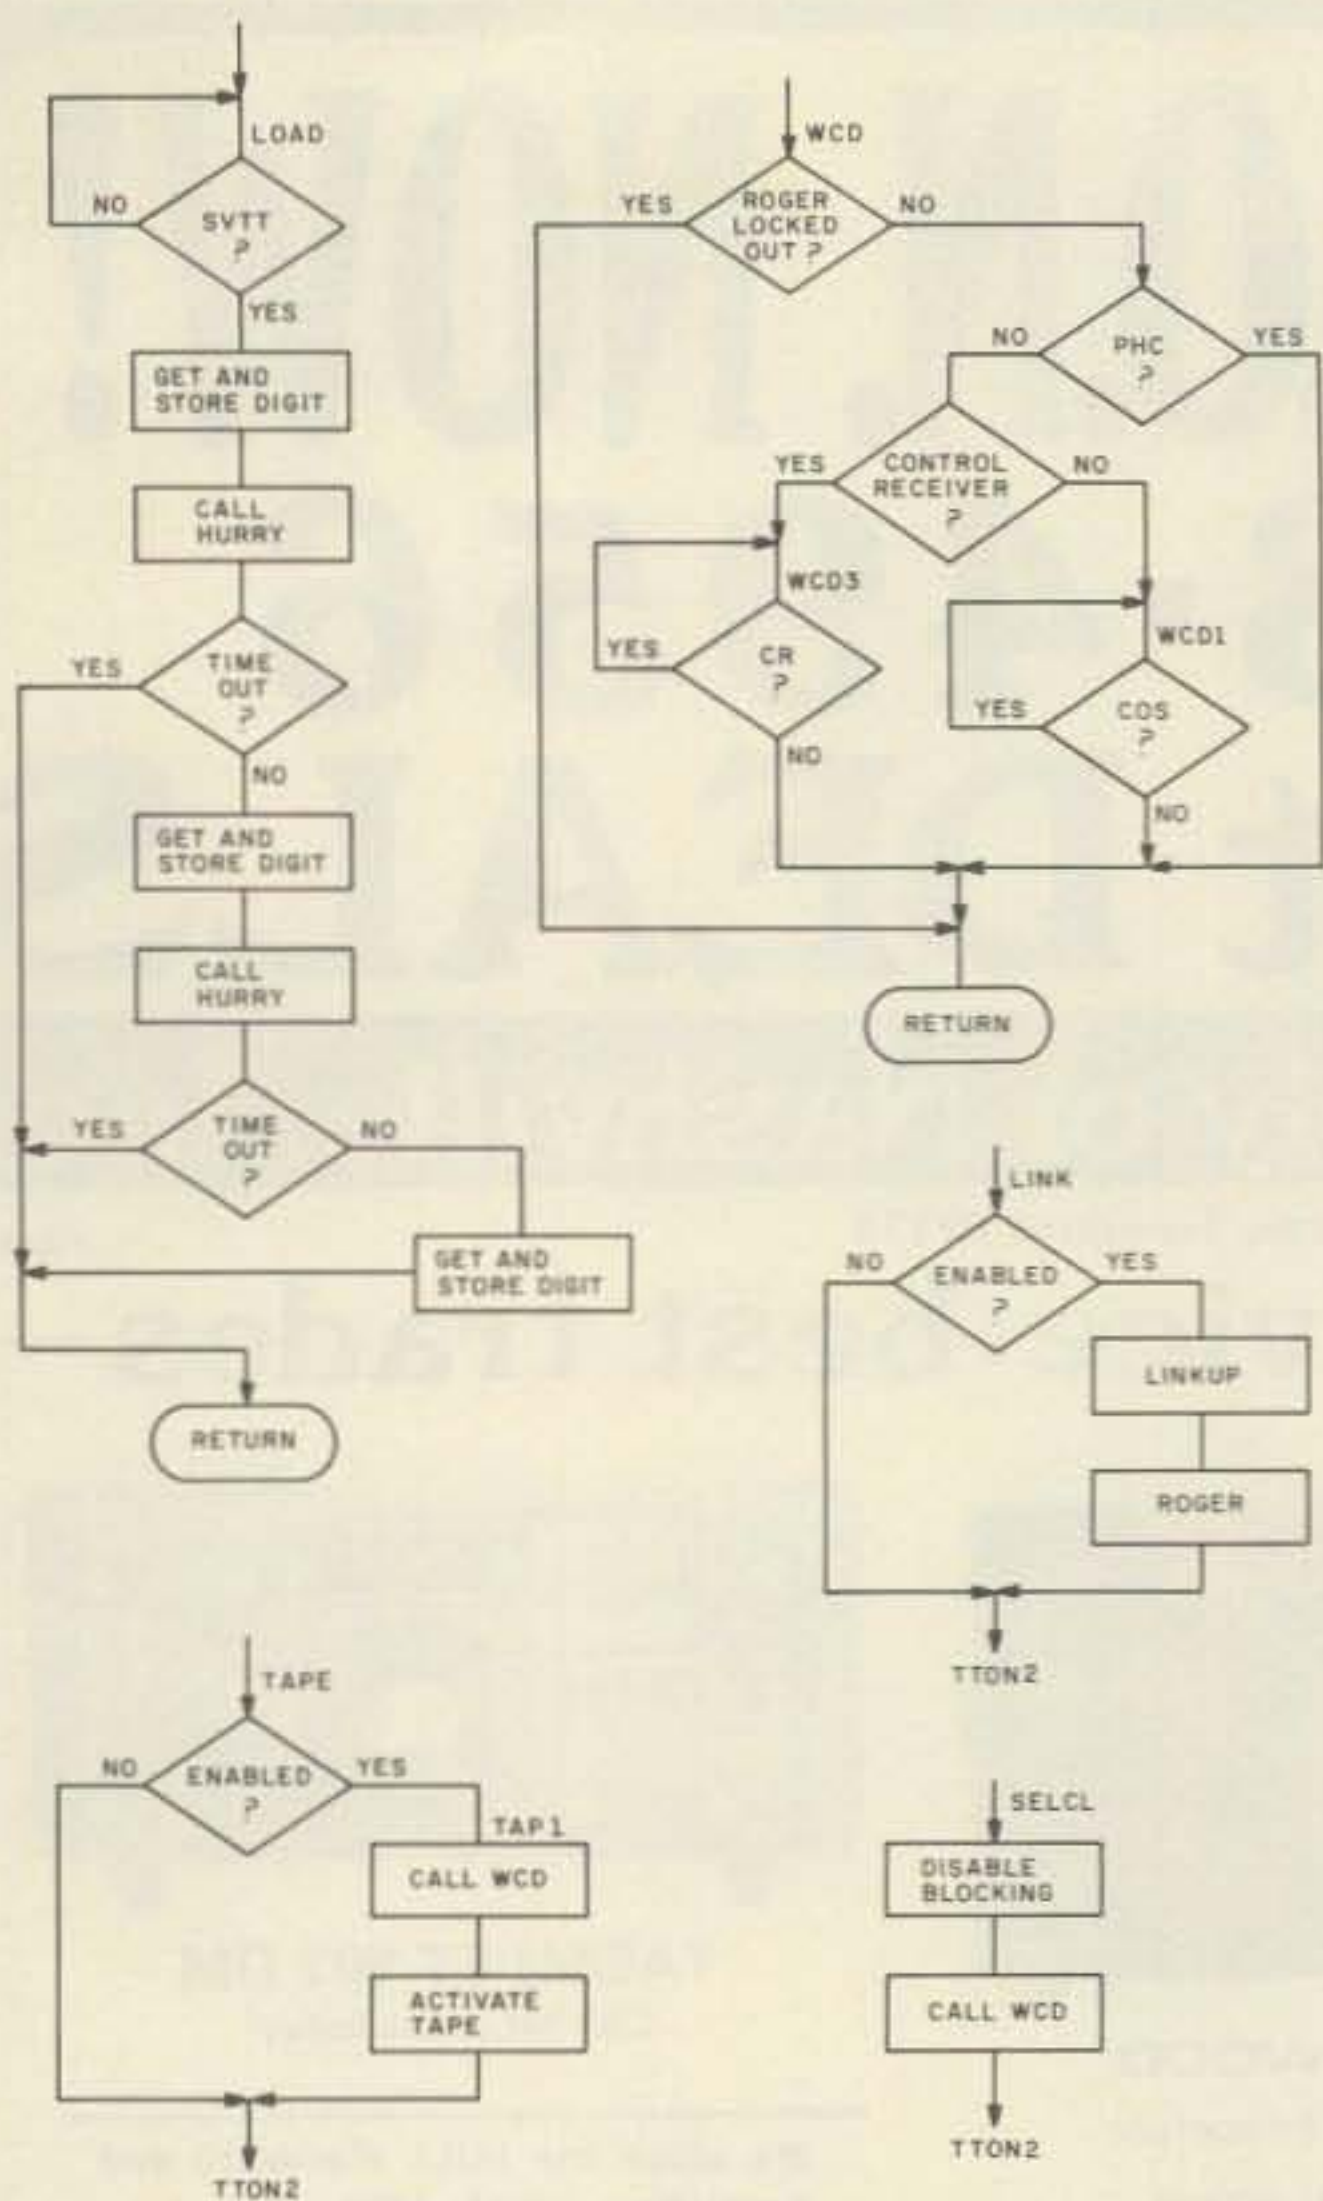 LOAD
NO
SVTT
?
YES
GET AND
STORE DIGIT
CALL
HURRY
YES
TIME
OUT
?
NO
GET AND
STORE DIGIT
CALL
HURRY
YES
TIME
OUT
?
NO
GET AND
STORE DIGIT
RETURN
WCD
YES
ROGER
LOCKED
OUT ?
NO
NO
PHC
?
YES
YES
CONTROL
RECEIVER
?
NO
WCD3
YES
CR
?
NO
WCD1
YES
COS
?
NO
RETURN
LINK
NO
ENABLED
?
YES
LINKUP
ROGER
TTON2
TAPE
NO
ENABLED
?
YES
TAP1
CALL WCD
ACTIVATE
TAPE
TTON2
SELCL
DISABLE
BLOCKING
CALL WCD
TTON2